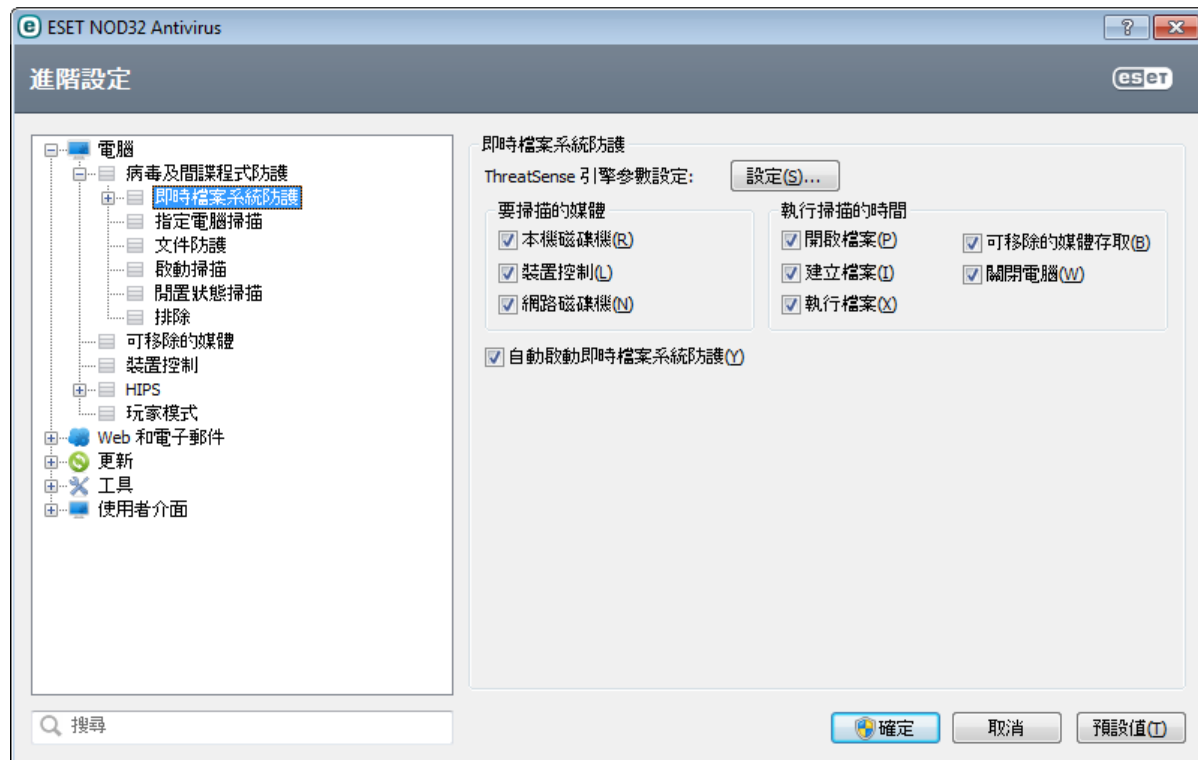 ESET NOD32 Antivirus
進階設定
eseT
電腦
病毒及間諜程式防護
即時檔案系統防護
指定電腦掃描
文件防護
啟動掃描
閒置狀態掃描
排除
可移除的媒體
裝置控制
HIPS
玩家模式
Web 和電子郵件
更新
工具
使用者介面
搜尋
即時檔案系統防護
ThreatSense 引擎參數設定:
設定(S)...
要掃描的媒體
本機磁碟機(R)
裝置控制(L)
網路磁碟機(N)
執行掃描的時間
開啟檔案(P)
可移除的媒體存取(B)
建立檔案(I)
關閉電腦(W)
執行檔案(X)
自動啟動即時檔案系統防護(Y)
確定
取消
預設值(T)